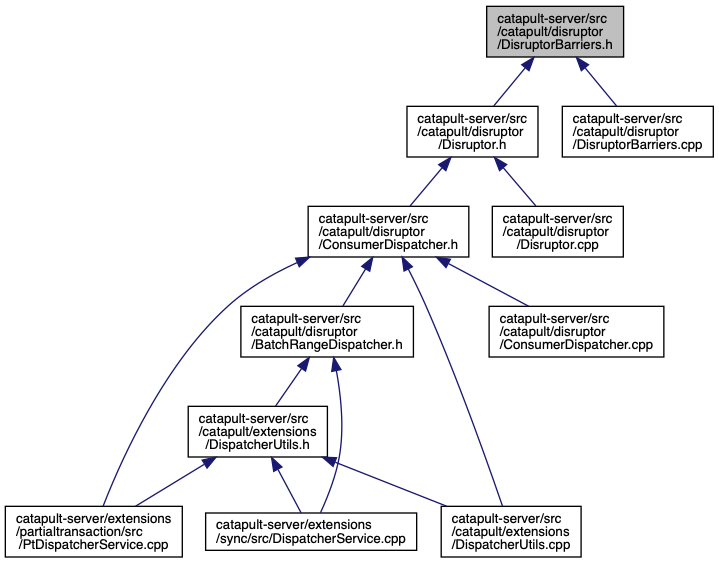 catapult-server/src
/catapult/disruptor
/DisruptorBarriers.h
catapult-server/src
/catapult/disruptor
/Disruptor.h
catapult-server/src
/catapult/disruptor
/DisruptorBarriers.cpp
catapult-server/src
/catapult/disruptor
/ConsumerDispatcher.h
catapult-server/src
/catapult/disruptor
/Disruptor.cpp
catapult-server/src
/catapult/disruptor
/BatchRangeDispatcher.h
catapult-server/src
/catapult/disruptor
/ConsumerDispatcher.cpp
catapult-server/src
/catapult/extensions
/DispatcherUtils.h
catapult-server/extensions
/partialtransaction/src
/PtDispatcherService.cpp
catapult-server/extensions
/sync/src/DispatcherService.cpp
catapult-server/src
/catapult/extensions
/DispatcherUtils.cpp